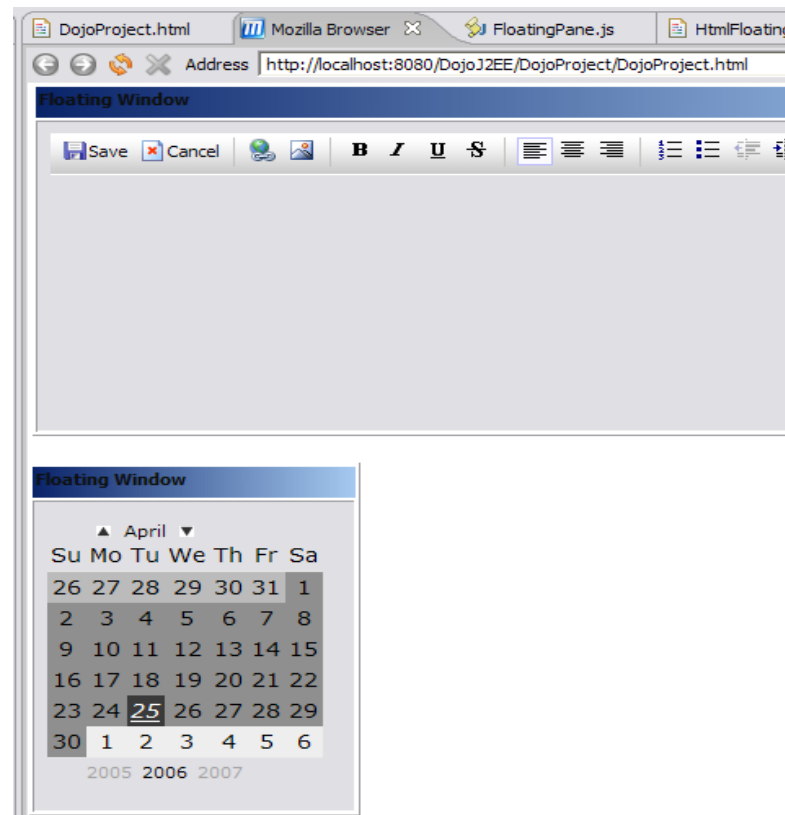 DojoProject.html Mozilla Browser FloatingPane.js HtmlFloating
Address http://localhost:8080/DojoJ2EE/DojoProject/DojoProject.html
Floating Window
Save Cancel B I U S
Floating Window
April
Su Mo Tu We Th Fr Sa
26 27 28 29 30 31 1
2 3 4 5 6 7 8
9 10 11 12 13 14 15
16 17 18 19 20 21 22
23 24 25 26 27 28 29
30 1 2 3 4 5 6
2005 2006 2007